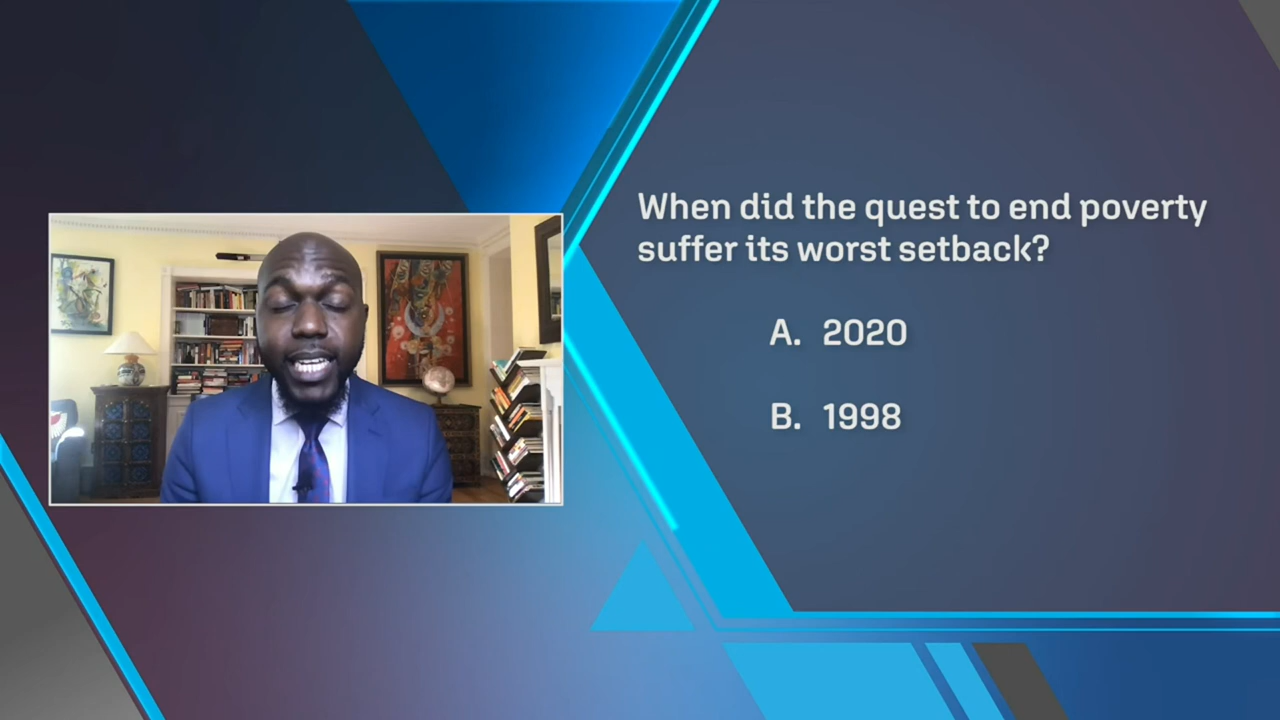 When did the quest to end poverty
suffer its worst setback?
A. 2020
B. 1998